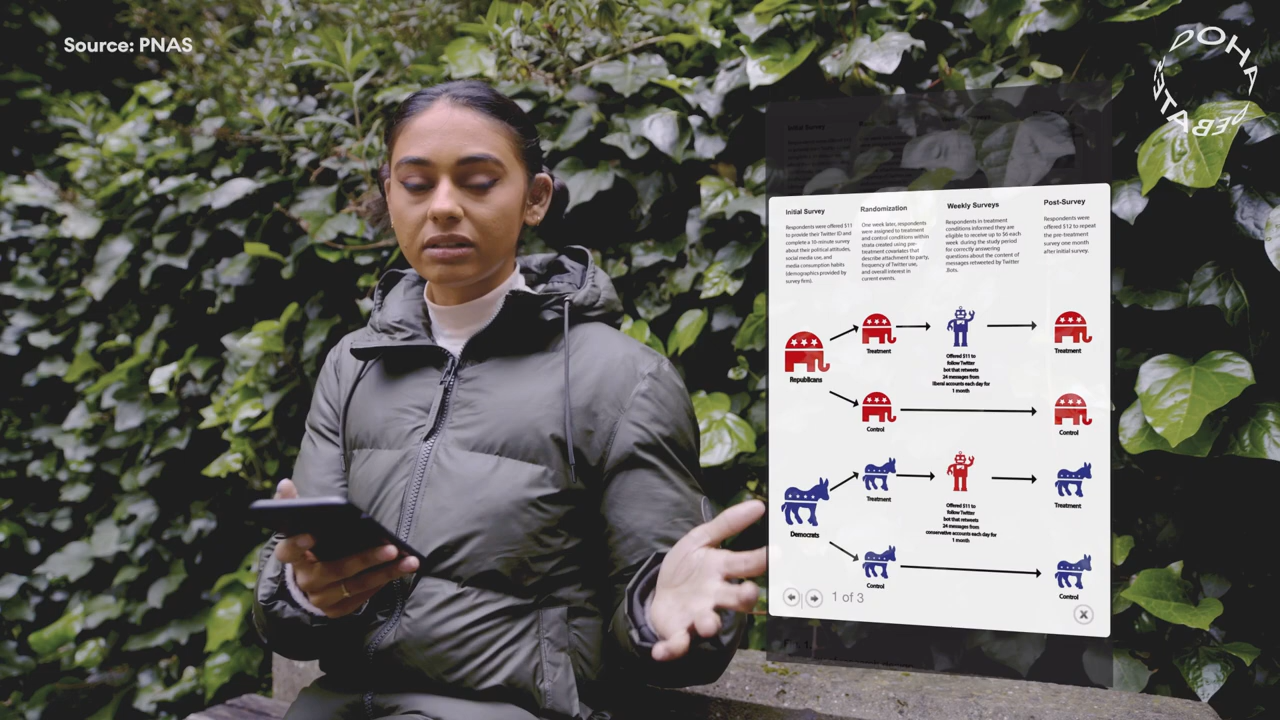 Source: PNAS
DOHA DEBATES
Initial Survey
Respondents were offered $11
to provide their Twitter ID and
complete a 10-minute survey
about their political attitudes,
social media use, and
media consumption habits
(demographics provided by
survey firm).
Randomization
One week later, respondents
were assigned to treatment
and control conditions within
strata created using pre-
treatment covariates that
describe attachment to party,
frequency of Twitter use,
and overall interest in
current events.
Weekly Surveys
Respondents in treatment
conditions informed they are
eligible to receive up to $6 each
week during the study period
for correctly answering
questions about the content of
messages retweeted by Twitter
Bots.
Post-Survey
Respondents were
offered $12 to repeat
the pre-treatment
survey one month
after initial survey.
Republicans
Treatment
Offered $11 to
follow Twitter
bot that retweets
24 messages from
liberal accounts each day for
1 month
Treatment
Control
Control
Democrats
Treatment
Offered $11 to
follow Twitter
bot that retweets
24 messages from
conservative accounts each day for
1 month
Treatment
Control
Control
1 of 3
Initial Survey